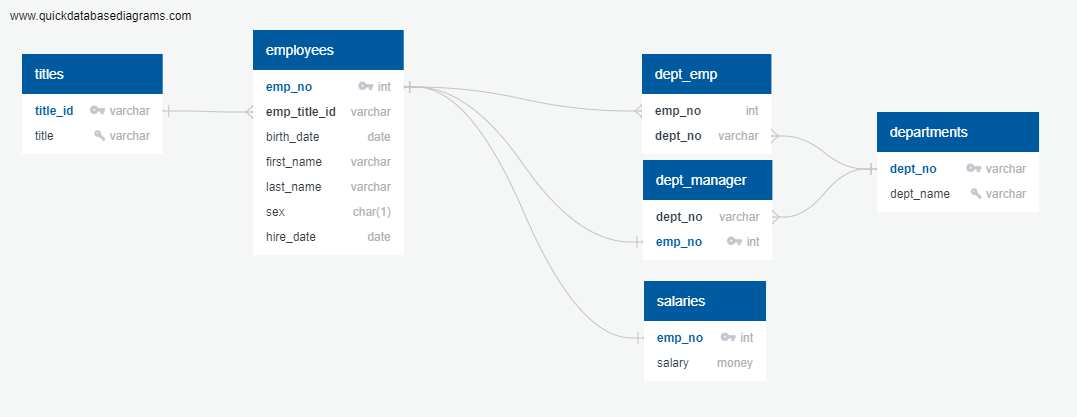 www.quickdatabasediagrams.com
titles
title_id varchar
title varchar
employees
emp_no int
emp_title_id varchar
birth_date date
first_name varchar
last_name varchar
sex char(1)
hire_date date
dept_emp
emp_no int
dept_no varchar
dept_manager
dept_no varchar
emp_no int
salaries
emp_no int
salary money
departments
dept_no varchar
dept_name varchar